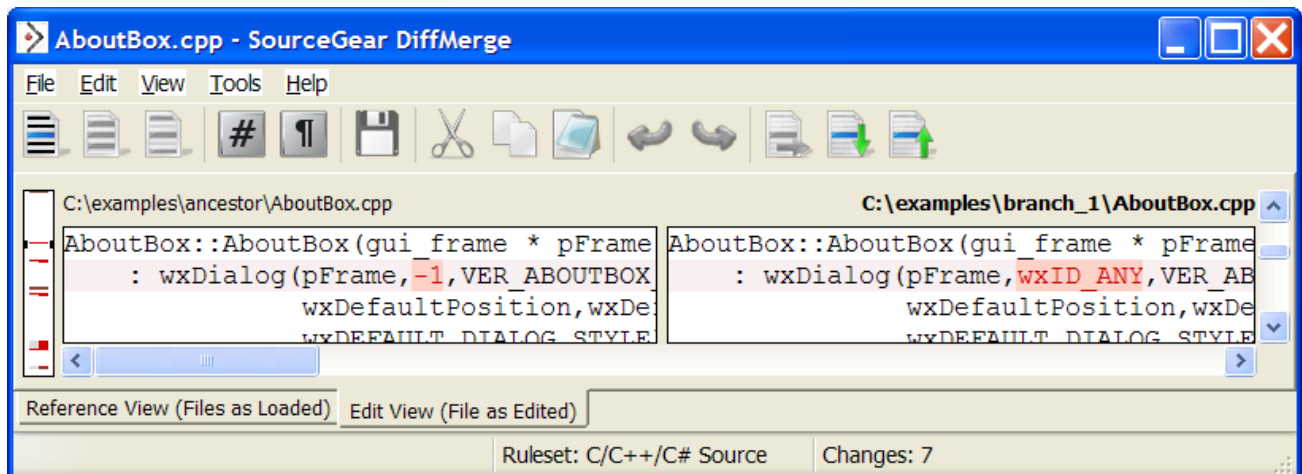 AboutBox.cpp - SourceGear DiffMerge
File Edit View Tools Help
# ¶
C:\examples\ancestor\AboutBox.cpp C:\examples\branch_1\AboutBox.cpp
AboutBox::AboutBox(gui_frame * pFrame AboutBox::AboutBox(gui_frame * pFrame
: wxDialog(pFrame,-1,VER_ABOUTBOX_ : wxDialog(pFrame,wxID_ANY,VER_AB
wxDefaultPosition,wxDe wxDefaultPosition,wxDe
wxDEFAULT_DIALOG_STYLE wxDEFAULT_DIALOG_STYLE
Reference View (Files as Loaded) Edit View (File as Edited)
Ruleset: C/C++/C# Source Changes: 7